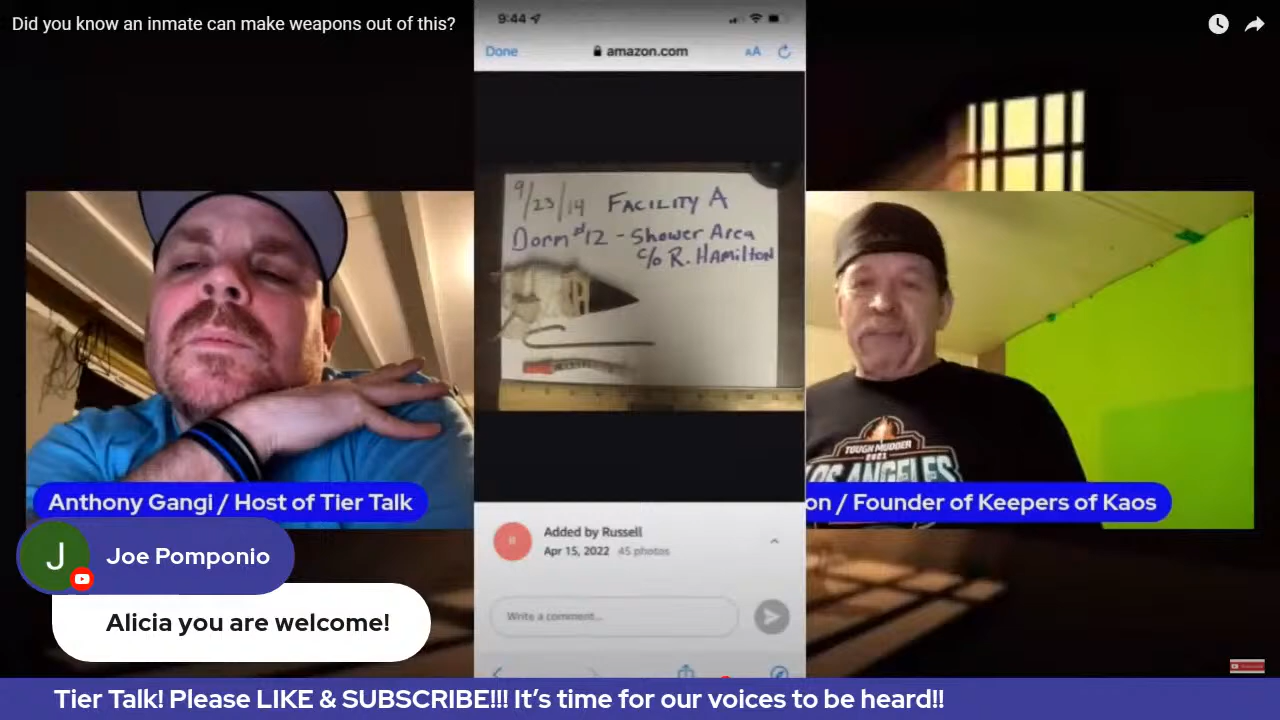 Did you know an inmate can make weapons out of this?
9:44
Done
amazon.com
AA
9/23/14 FACILITY A
Dorm #12 - Shower Area
c/o R. HAMILTON
TOUGH MUDDER
2021
LOS ANGELES
Anthony Gangi / Host of Tier Talk
on / Founder of Keepers of Kaos
Added by Russell
Apr 15, 2022 45 photos
R
J
Joe Pomponio
Write a comment...
Alicia you are welcome!
Tier Talk! Please LIKE & SUBSCRIBE!!! It’s time for our voices to be heard!!